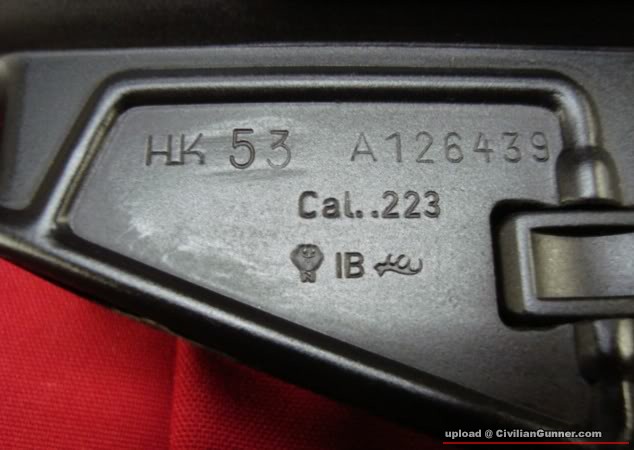 HK 53 A126439
Cal. .223
IB
upload @ CivilianGunner.com